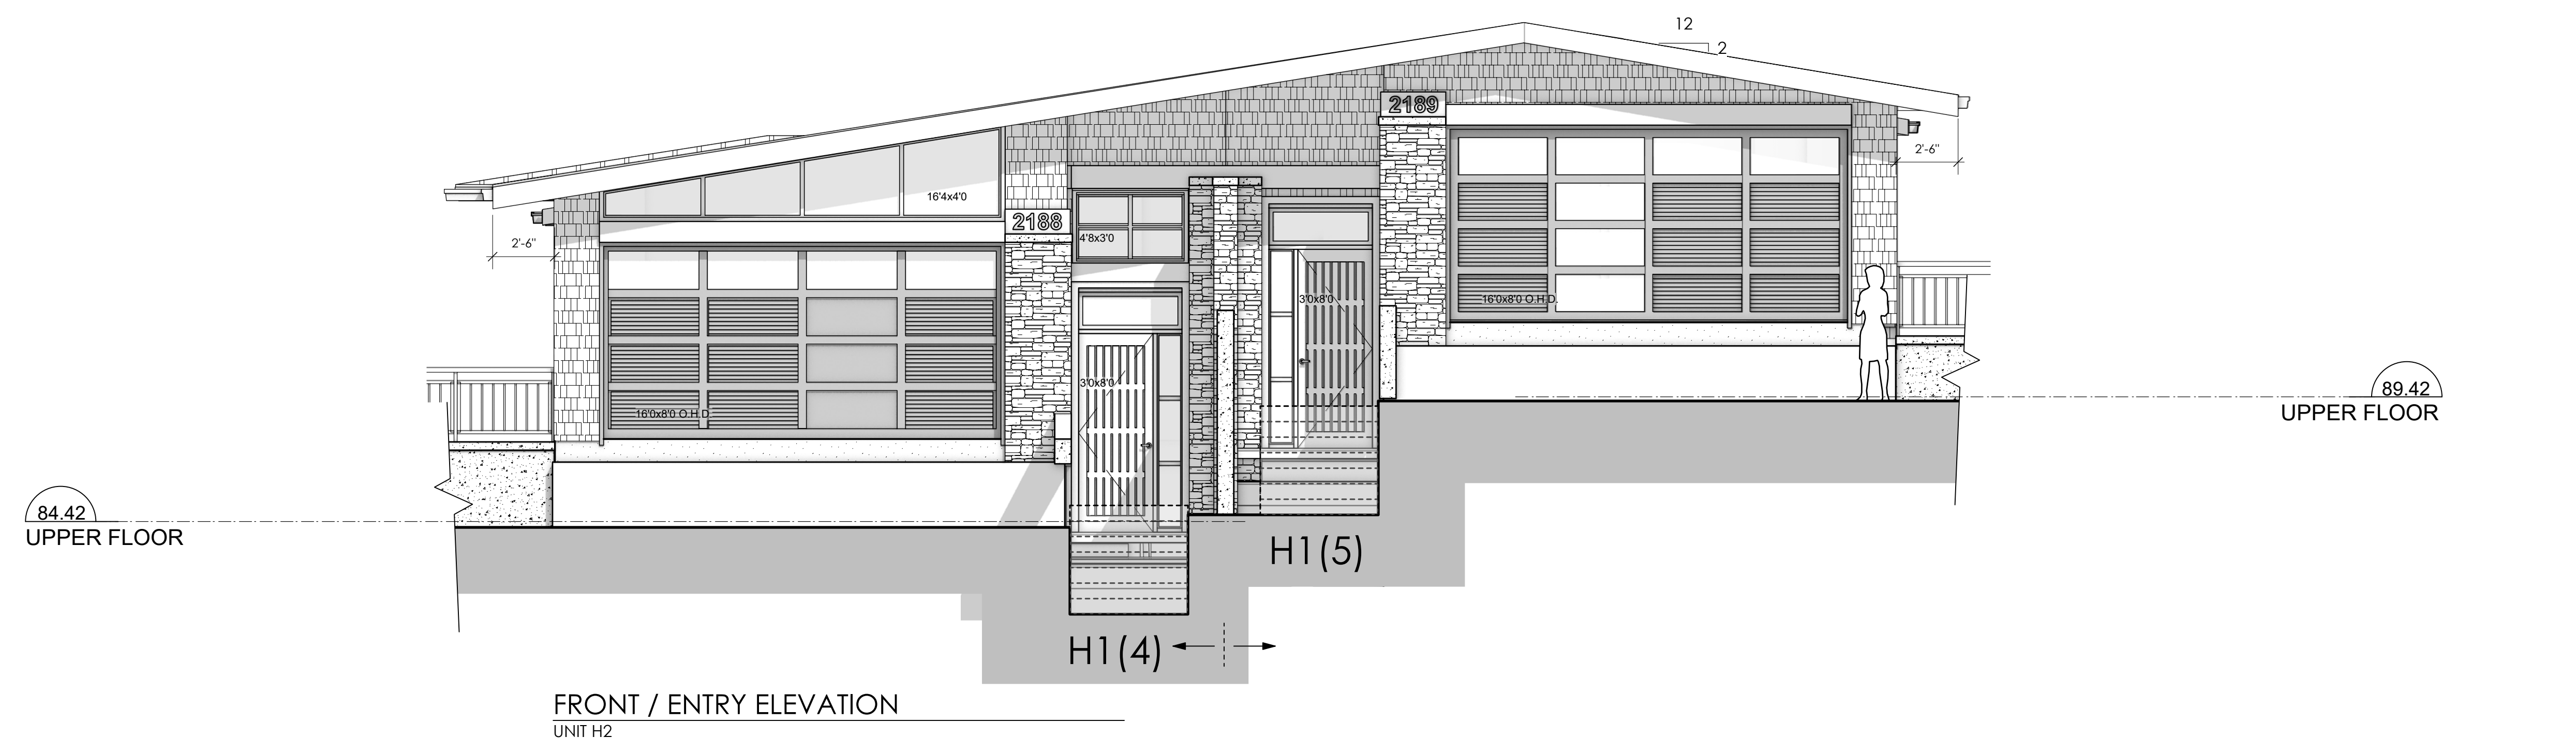 12
2
2189
2'-6"
16'4x4'0
2188
2'-6"
4'8x3'0
3'0x8'0
16'0x8'0 O.H.D.
3'0x8'0
16'0x8'0 O.H.D.
89.42
UPPER FLOOR
84.42
UPPER FLOOR
H1(5)
H1(4)
FRONT / ENTRY ELEVATION
UNIT H2